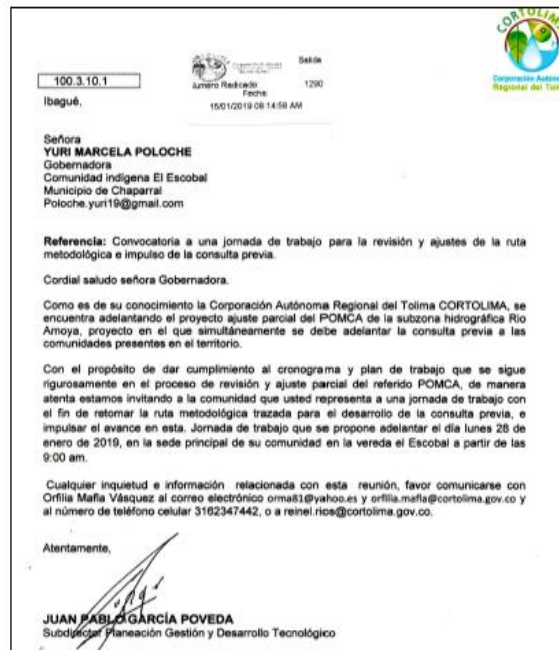 CORTOLIMA
Corporación Autónoma
Regional del Tolima
Salida
Número Radicado: 1290
Fecha:
15/01/2019 08:14:58 AM
100.3.10.1
Ibagué,
Señora
YURI MARCELA POLOCHE
Gobernadora
Comunidad indígena El Escobal
Municipio de Chaparral
Poloche.yuri19@gmail.com
Referencia: Convocatoria a una jornada de trabajo para la revisión y ajustes de la ruta
metodológica e impulso de la consulta previa.
Cordial saludo señora Gobernadora.
Como es de su conocimiento la Corporación Autónoma Regional del Tolima CORTOLIMA, se
encuentra adelantando el proyecto ajuste parcial del POMCA de la subzona hidrográfica Rio
Amoya, proyecto en el que simultáneamente se debe adelantar la consulta previa a las
comunidades presentes en el territorio.
Con el propósito de dar cumplimiento al cronograma y plan de trabajo que se sigue
rigurosamente en el proceso de revisión y ajuste parcial del referido POMCA, de manera
atenta estamos invitando a la comunidad que usted representa a una jornada de trabajo con
el fin de retomar la ruta metodológica trazada para el desarrollo de la consulta previa, e
impulsar el avance en esta. Jornada de trabajo que se propone adelantar el día lunes 28 de
enero de 2019, en la sede principal de su comunidad en la vereda el Escobal a partir de las
9:00 am.
Cualquier inquietud e información relacionada con esta reunión, favor comunicarse con
Orfilia Mafla Vásquez al correo electrónico orma81@yahoo.es y orfilia.mafla@cortolima.gov.co y
al número de teléfono celular 3162347442, o a reinel.rios@cortolima.gov.co.
Atentamente,
JUAN PABLO GARCÍA POVEDA
Subdirector Planeación Gestión y Desarrollo Tecnológico